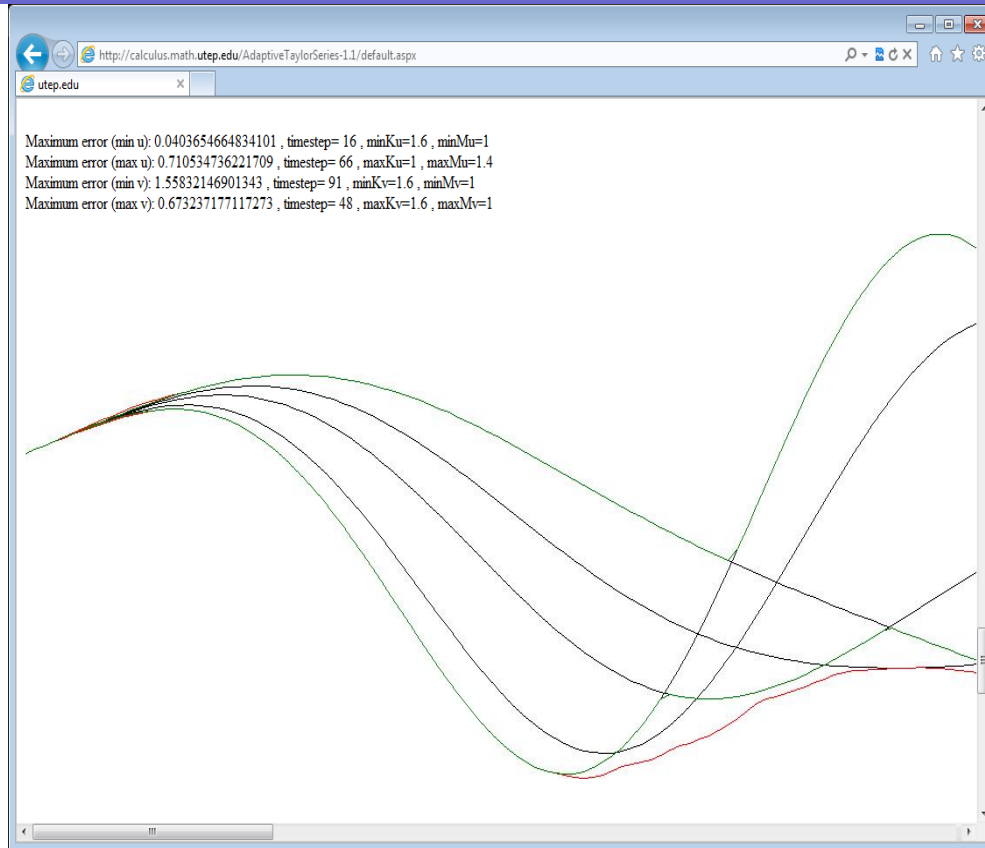 http://calculus.math.utep.edu/AdaptiveTaylorSeries-1.1/default.aspx
utep.edu
Maximum error (min u): 0.0403654664834101 , timestep= 16 , minKu=1.6 , minMu=1
Maximum error (max u): 0.710534736221709 , timestep= 66 , maxKu=1 , maxMu=1.4
Maximum error (min v): 1.55832146901343 , timestep= 91 , minKv=1.6 , minMv=1
Maximum error (max v): 0.673237177117273 , timestep= 48 , maxKv=1.6 , maxMv=1